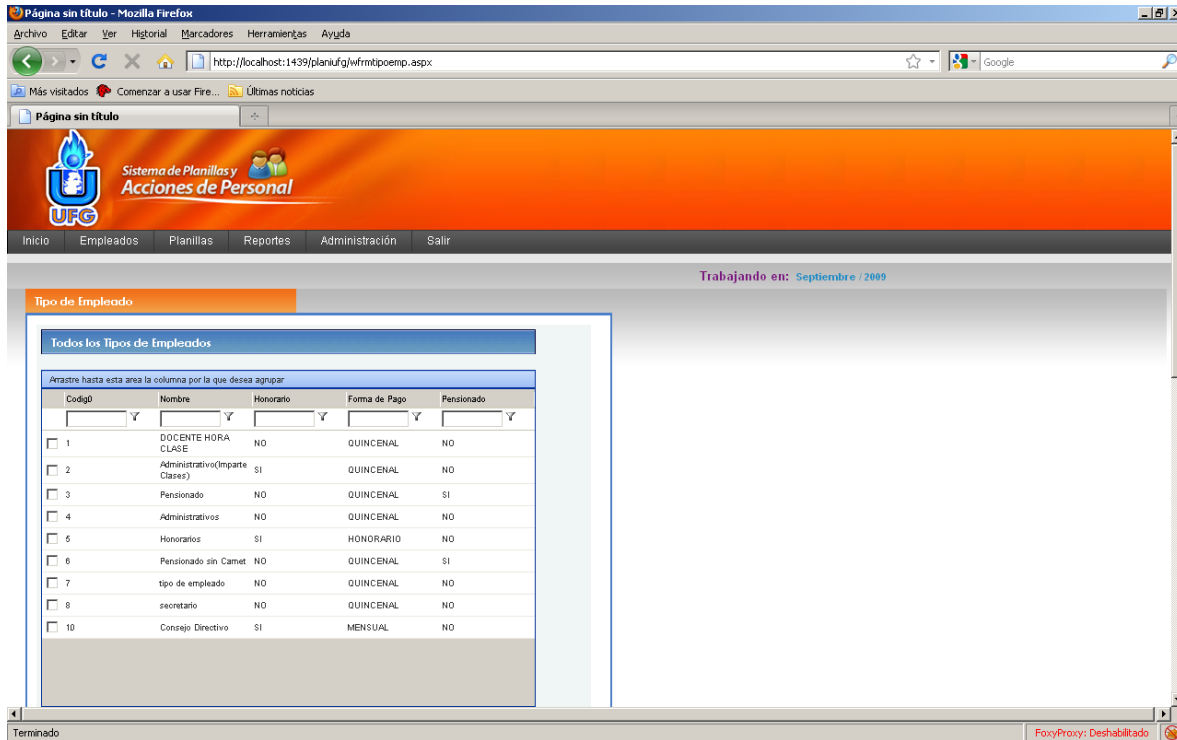 Página sin título - Mozilla Firefox
Archivo Editar Ver Historial Marcadores Herramientas Ayuda
http://localhost:1439/planiufg/wfrmtipoemp.aspx
Google
Más visitados Comenzar a usar Fire... Últimas noticias
Página sin título
UFG
Sistema de Planillas y
Acciones de Personal
Inicio Empleados Planillas Reportes Administración Salir
Trabajando en: Septiembre / 2009
Tipo de Empleado
Todos los Tipos de Empleados
Arrastre hasta esta area la columna por la que desea agrupar
Codig0 Nombre Honorario Forma de Pago Pensionado
1 DOCENTE HORA CLASE NO QUINCENAL NO
2 Administrativo(Imparte Clases) SI QUINCENAL NO
3 Pensionado NO QUINCENAL SI
4 Administrativos NO QUINCENAL NO
5 Honorarios SI HONORARIO NO
6 Pensionado sin Carnet NO QUINCENAL SI
7 tipo de empleado NO QUINCENAL NO
8 secretario NO QUINCENAL NO
10 Consejo Directivo SI MENSUAL NO
Terminado
FoxyProxy: Deshabilitado